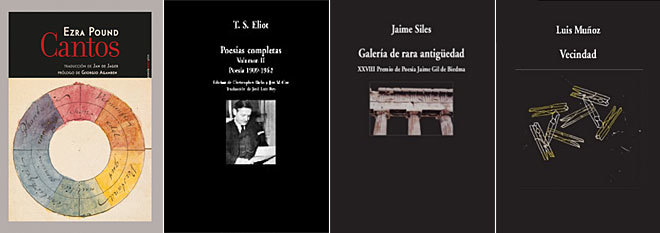 EZRA POUND
Cantos
TRADUCCIÓN DE JAN DE JAGER
PRÓLOGO DE GIORGIO AGAMBEN
T. S. Eliot
Poesías completas
Volumen II
Poesía 1909-1962
Edición de Christopher Ricks y Jim McCue
Traducción de José Luis Rey
Jaime Siles
Galería de rara antigüedad
XXVIII Premio de Poesía Jaime Gil de Biedma
Luis Muñoz
Vecindad